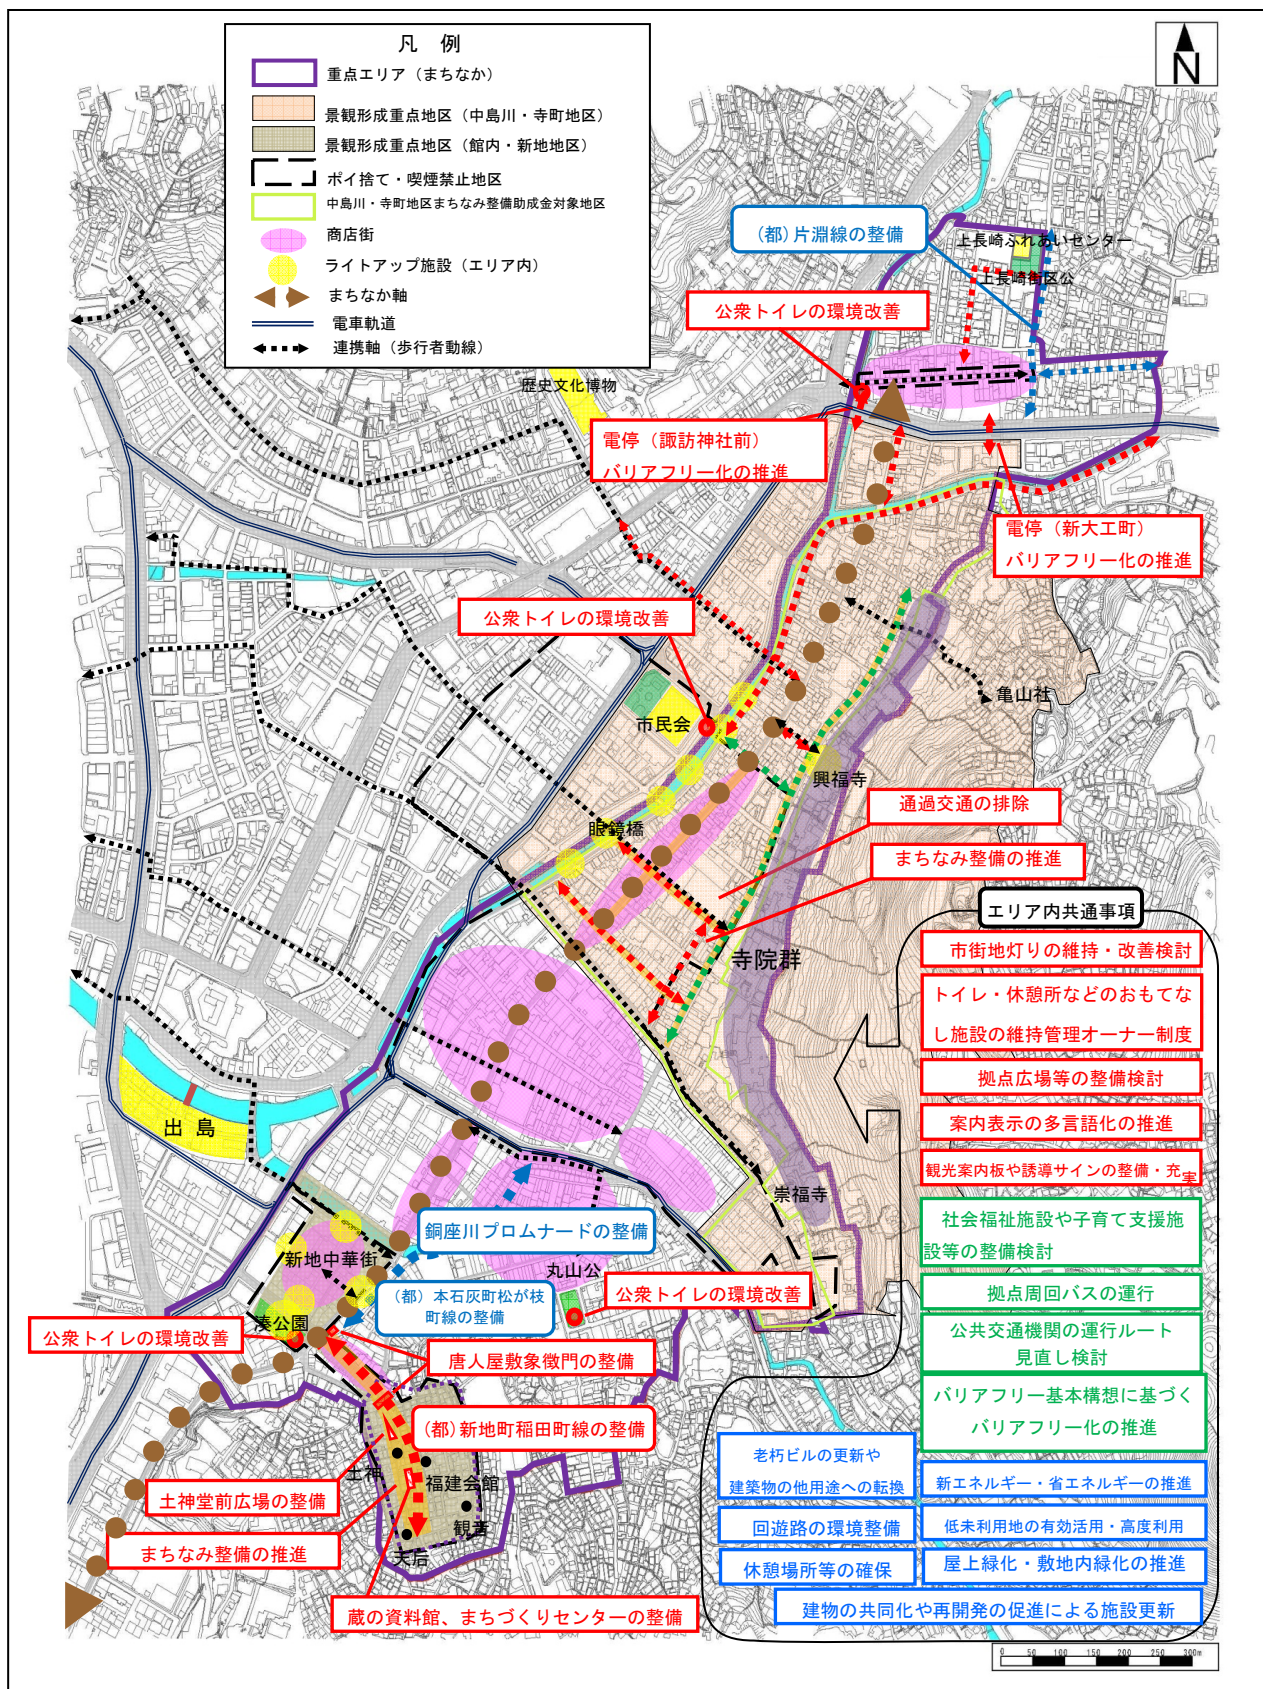 凡 例
重点エリア（まちなか）
景観形成重点地区（中島川・寺町地区）
景観形成重点地区（館内・新地地区）
ポイ捨て・喫煙禁止地区
中島川・寺町地区まちなみ整備助成金対象地区
商店街
ライトアップ施設（エリア内）
まちなか軸
電車軌道
連携軸（歩行者動線）
N
(都)片淵線の整備
上長崎ふれあいセンター
上長崎街区公
公衆トイレの環境改善
歴史文化博物
電停（諏訪神社前）
バリアフリー化の推進
電停（新大工町）
バリアフリー化の推進
公衆トイレの環境改善
亀山社
市民会
興福寺
通過交通の排除
眼鏡橋
まちなみ整備の推進
エリア内共通事項
寺院群
市街地灯りの維持・改善検討
トイレ・休憩所などのおもてな
し施設の維持管理オーナー制度
拠点広場等の整備検討
案内表示の多言語化の推進
観光案内板や誘導サインの整備・充実
出島
崇福寺
社会福祉施設や子育て支援施
設等の整備検討
銅座川プロムナードの整備
新地中華街
丸山公
拠点周回バスの運行
(都）本石灰町松が枝
町線の整備
公衆トイレの環境改善
湊公園
公衆トイレの環境改善
公共交通機関の運行ルート
見直し検討
唐人屋敷象徴門の整備
バリアフリー基本構想に基づく
バリアフリー化の推進
(都)新地町稲田町線の整備
老朽ビルの更新や
建築物の他用途への転換
土神
福建会館
新エネルギー・省エネルギーの推進
土神堂前広場の整備
観音
回遊路の環境整備
低未利用地の有効活用・高度利用
まちなみ整備の推進
天后
休憩場所等の確保
屋上緑化・敷地内緑化の推進
蔵の資料館、まちづくりセンターの整備
建物の共同化や再開発の促進による施設更新
0 50 100 150 200 250 300m